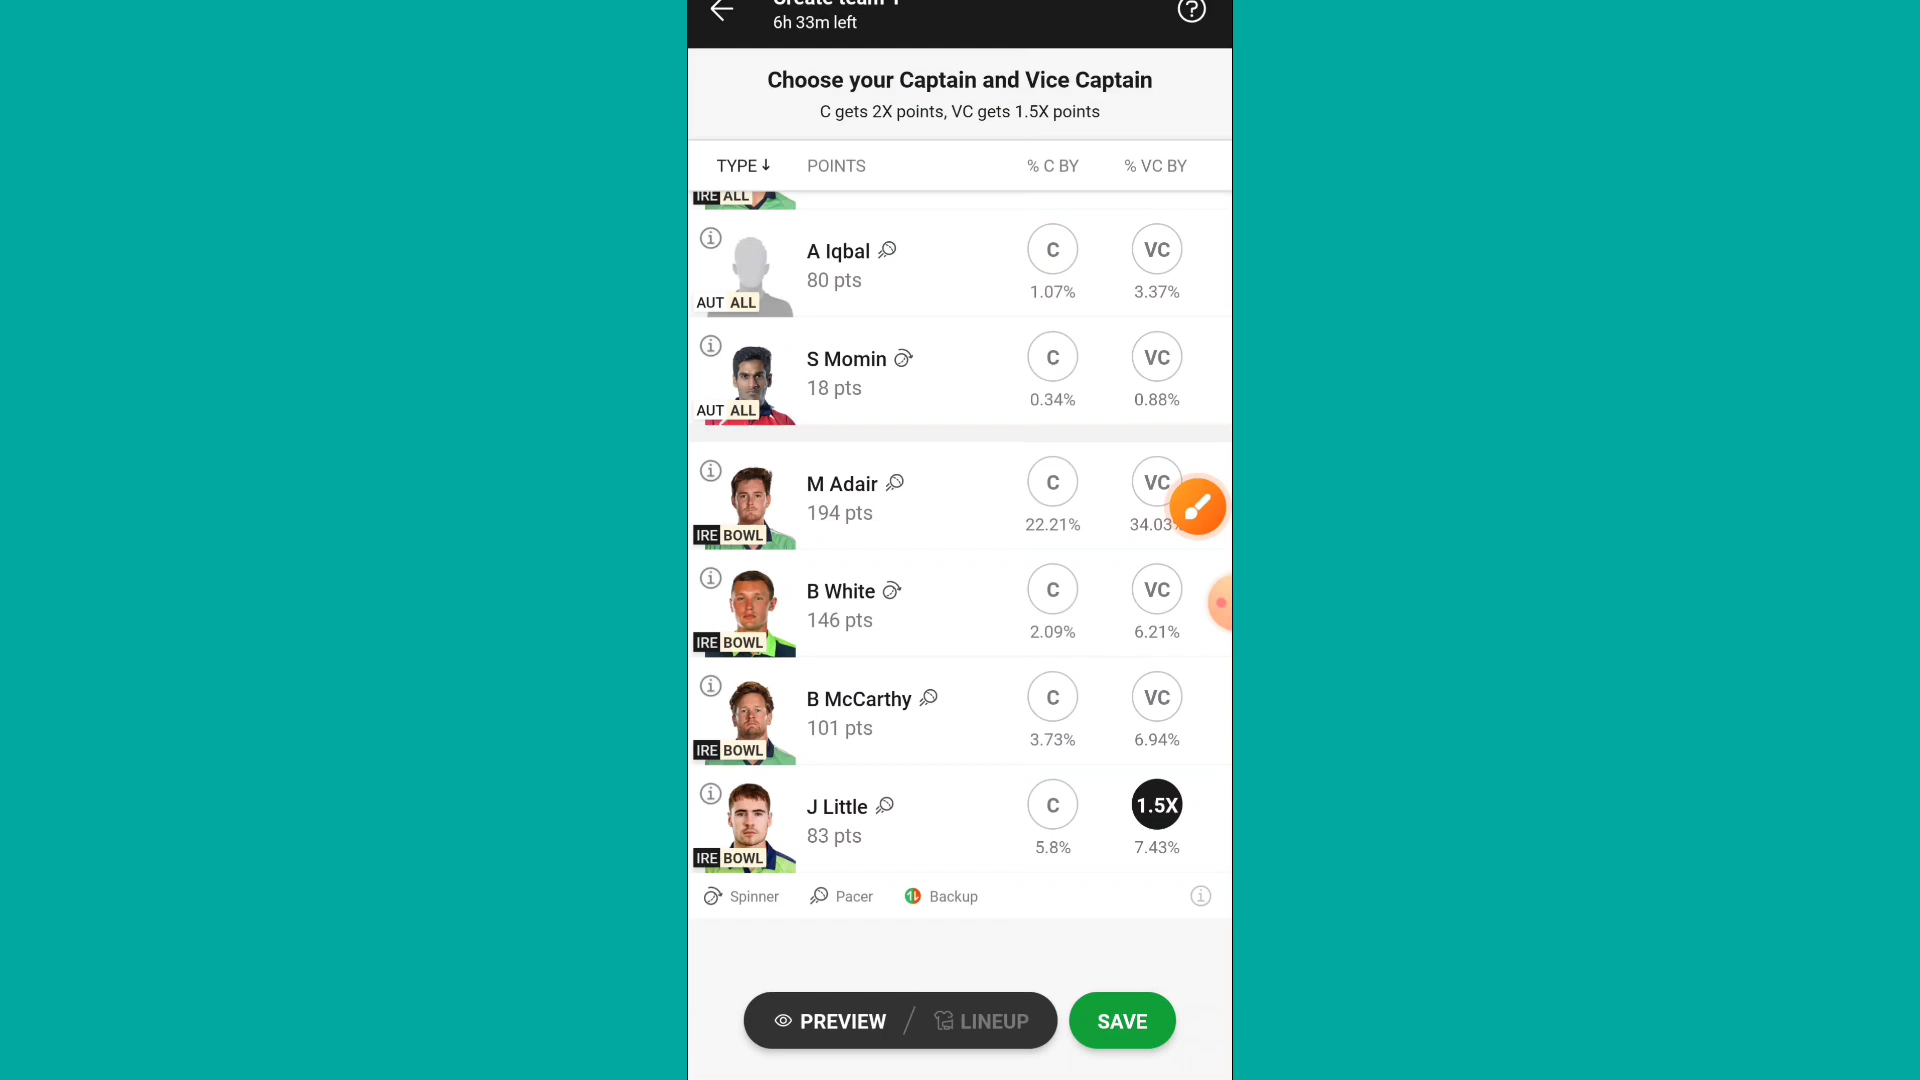 Create team 1
6h 33m left
Choose your Captain and Vice Captain
C gets 2X points, VC gets 1.5X points
TYPE↓ POINTS % C BY % VC BY
IRE ALL
A Iqbal C VC
80 pts
AUT ALL 1.07% 3.37%
S Momin C VC
18 pts
AUT ALL 0.34% 0.88%
M Adair C VC
194 pts
IRE BOWL 22.21% 34.03%
B White C VC
146 pts
IRE BOWL 2.09% 6.21%
B McCarthy C VC
101 pts
IRE BOWL 3.73% 6.94%
J Little C 1.5X
83 pts
IRE BOWL 5.8% 7.43%
Spinner Pacer Backup
PREVIEW / LINEUP SAVE